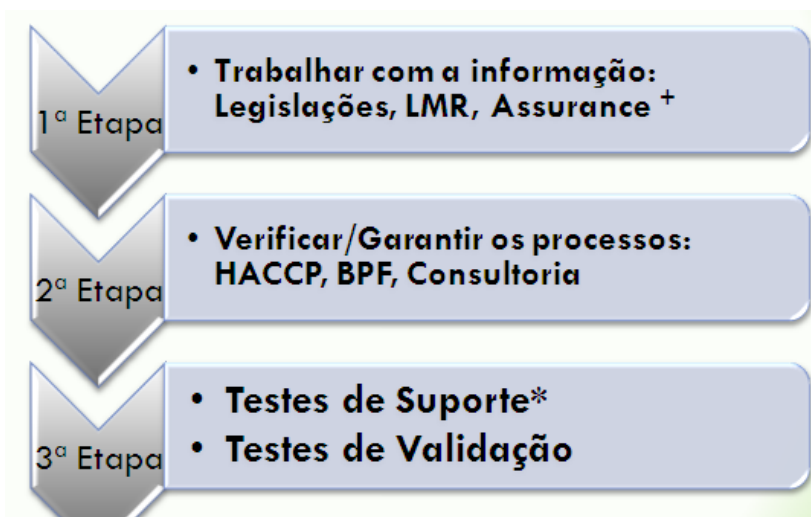 1ª Etapa
• Trabalhar com a informação:
Legislações, LMR, Assurance +
2ª Etapa
• Verificar/Garantir os processos:
HACCP, BPF, Consultoria
3ª Etapa
• Testes de Suporte*
• Testes de Validação